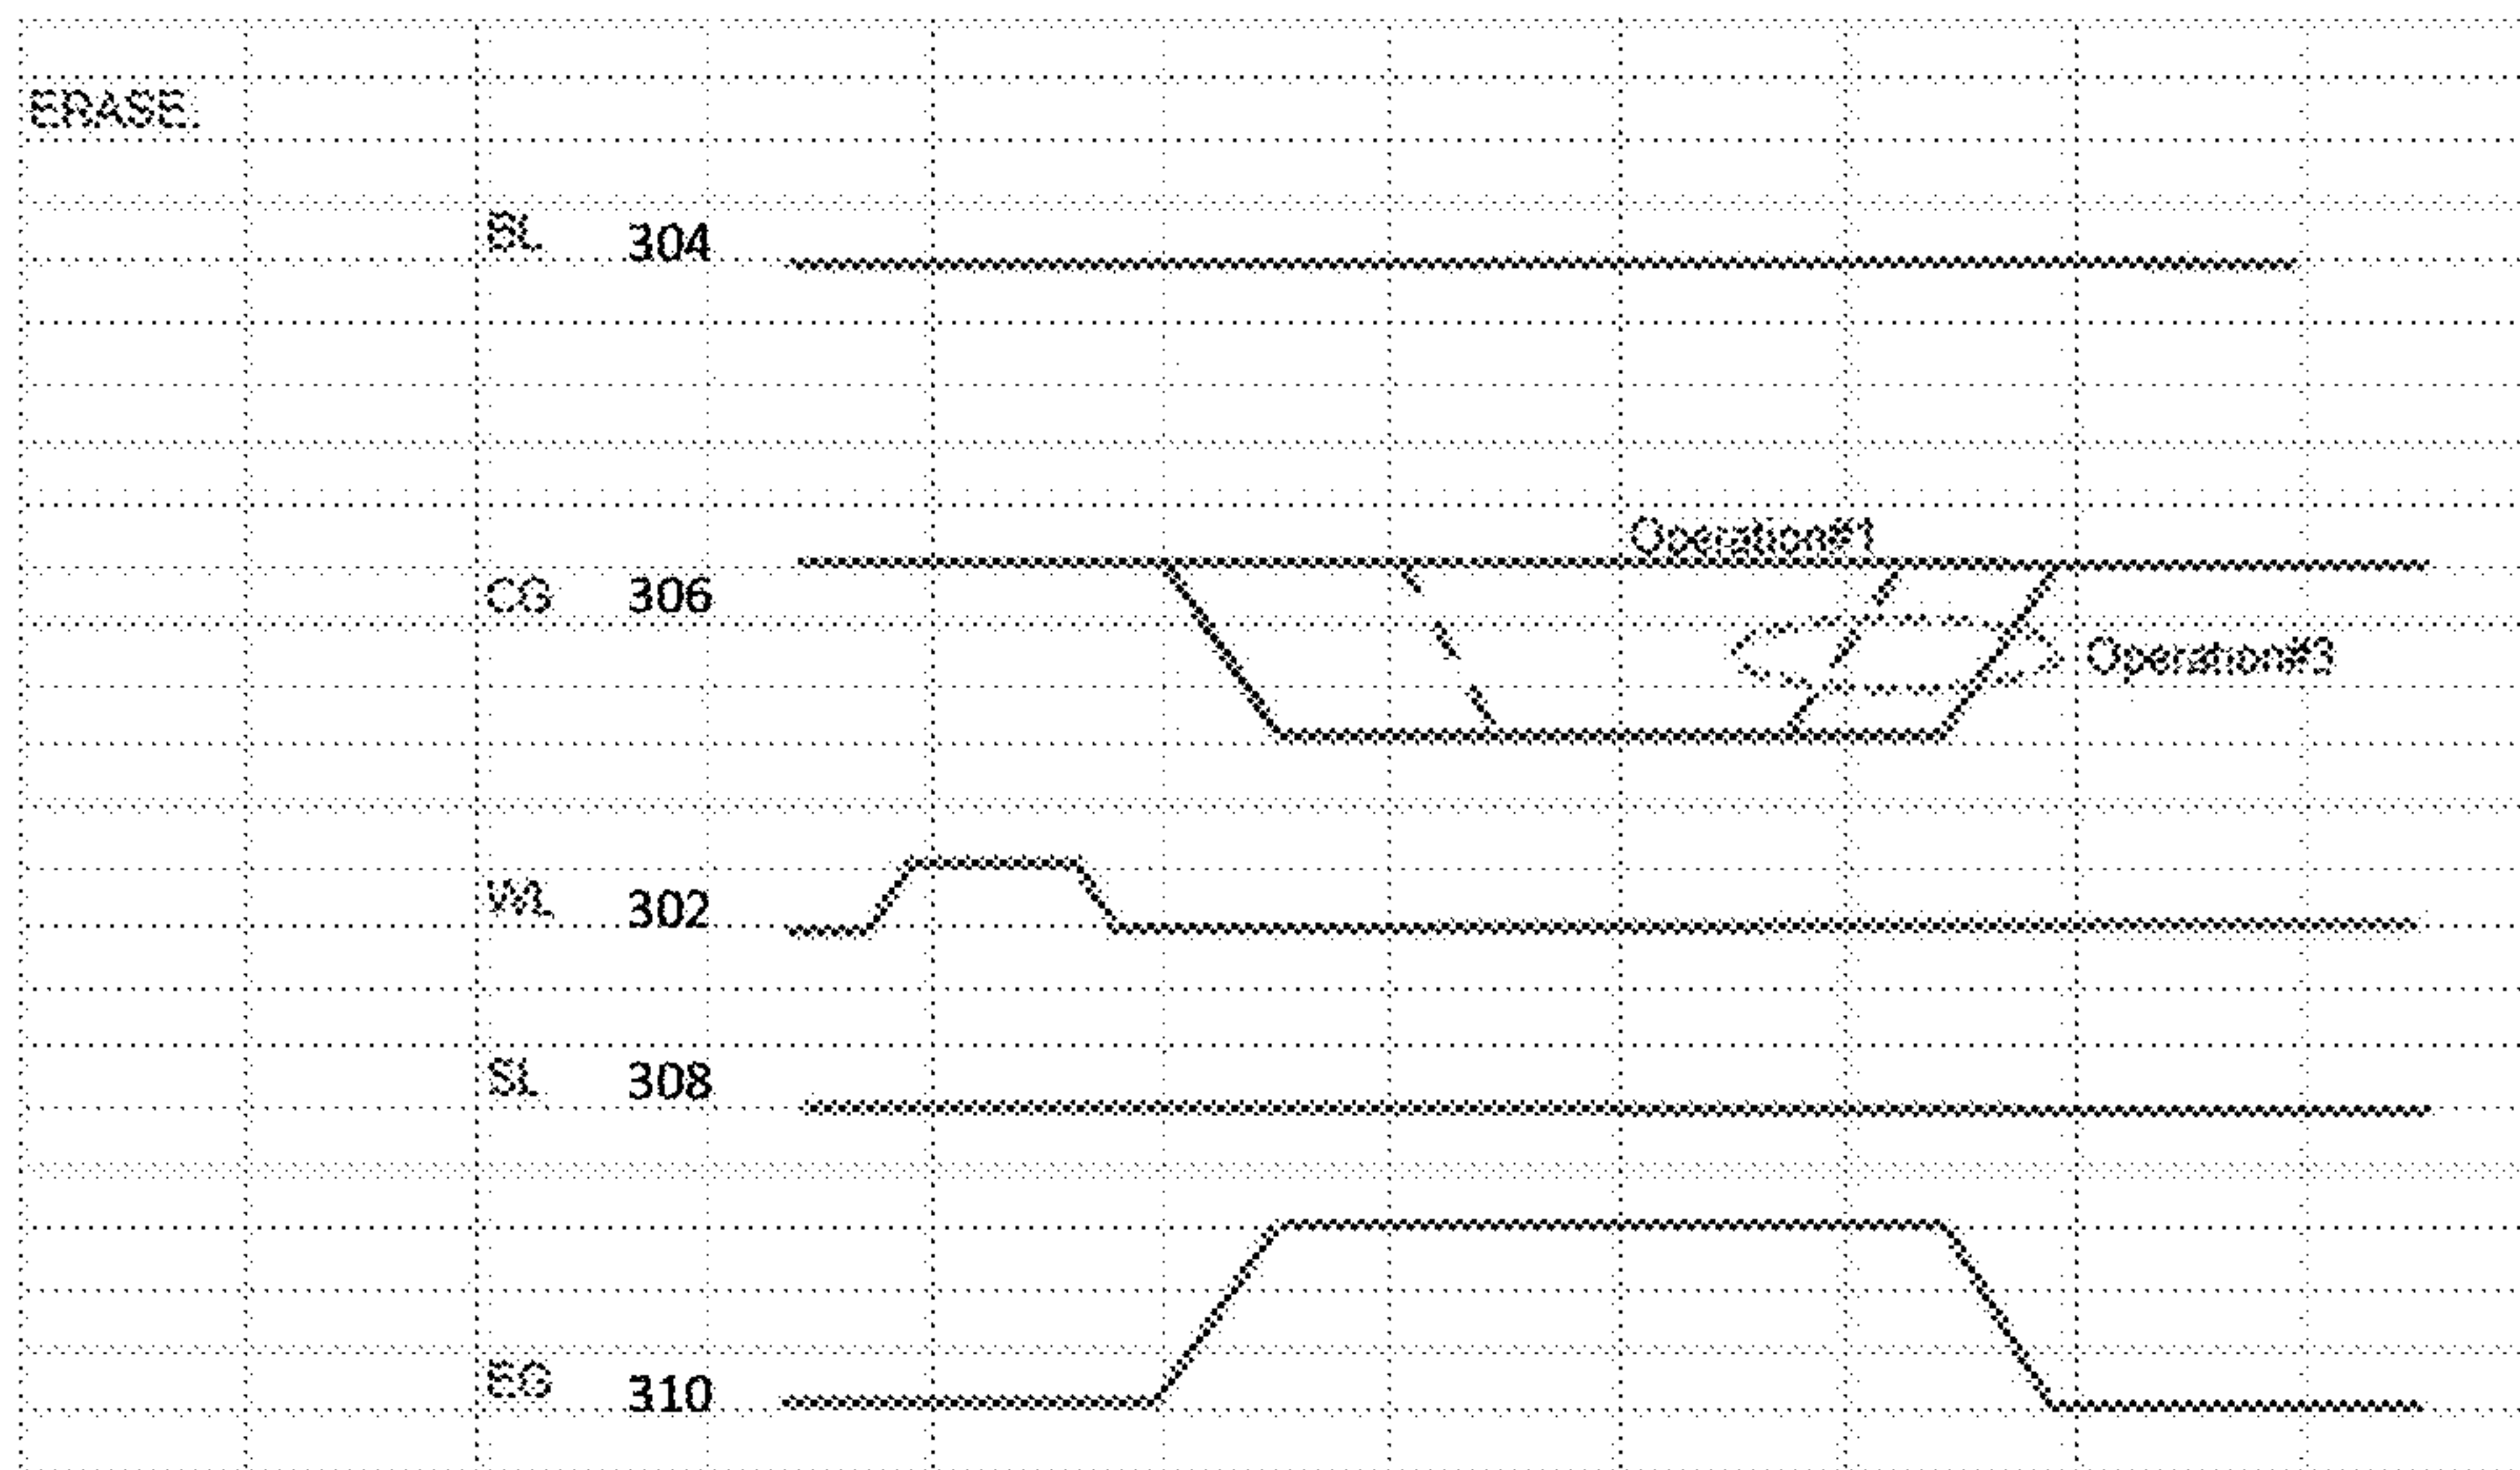 ERASE
BL 304
Operation#1
CG 306
Operation#3
WL 302
SL 308
EG 310